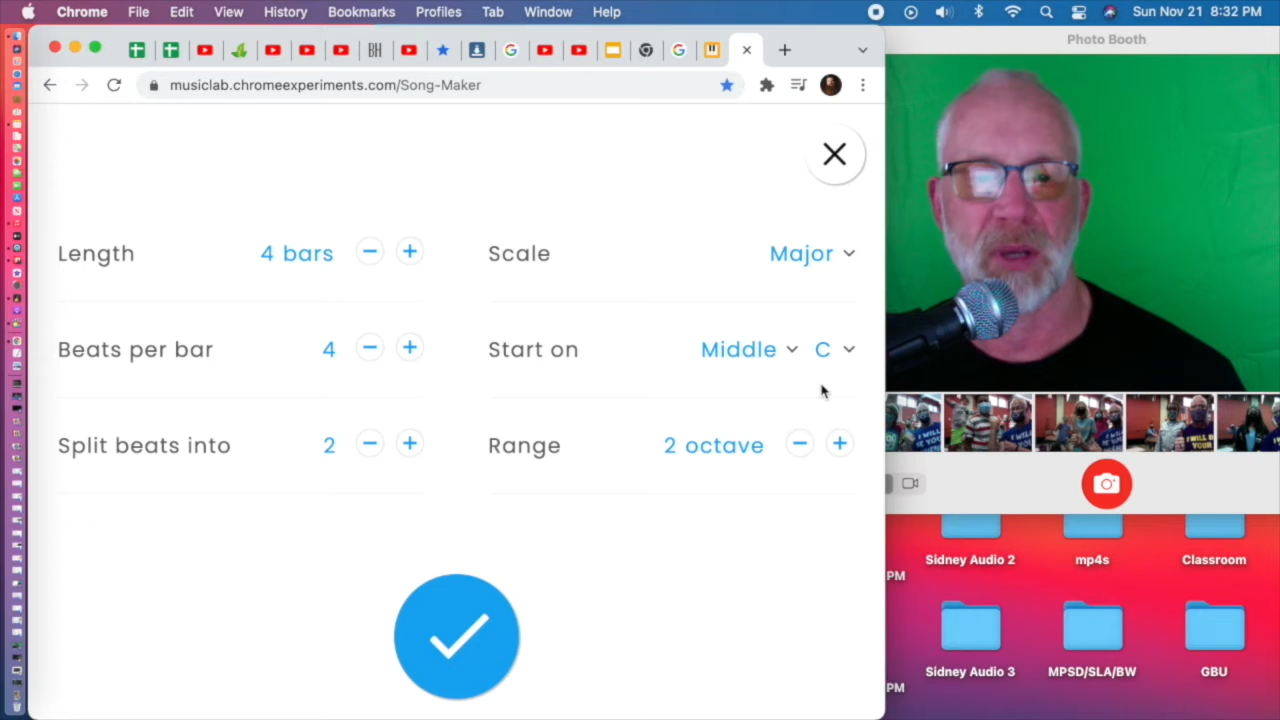 Chrome File Edit View History Bookmarks Profiles Tab Window Help Sun Nov 21 8:32 PM
Photo Booth
BH
musiclab.chromeexperiments.com/Song-Maker
Length 4 bars
Scale Major
Beats per bar 4
Start on Middle C
Split beats into 2
Range 2 octave
Sidney Audio 2
mp4s
Classroom
PM
Sidney Audio 3
MPSD/SLA/BW
GBU
PM